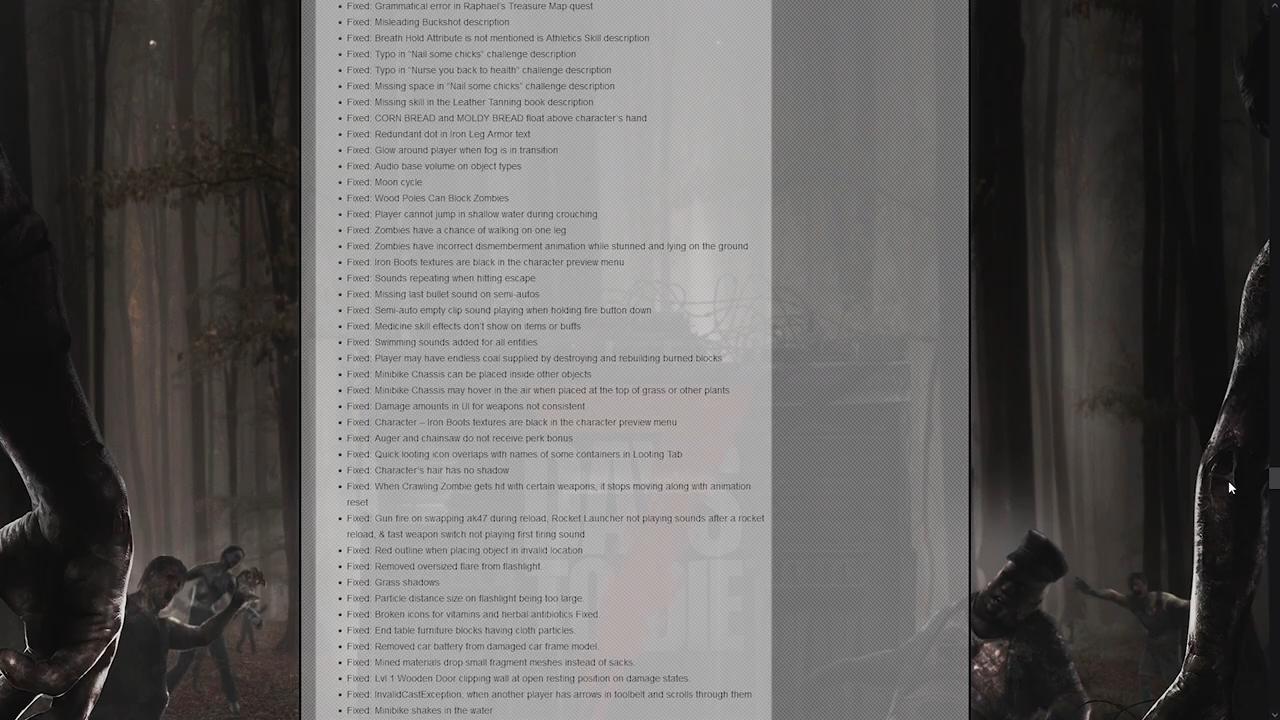 Fixed: Grammatical error in Raphael's Treasure Map quest
Fixed: Misleading Buckshot description
Fixed: Breath Hold Attribute is not mentioned is Athletics Skill description
Fixed: Typo in "Nail some chicks" challenge description
Fixed: Typo in "Nurse you back to health" challenge description
Fixed: Missing space in "Nail some chicks" challenge description
Fixed: Missing skill in the Leather Tanning book description
Fixed: CORN BREAD and MOLDY BREAD float above character's hand
Fixed: Redundant dot in Iron Leg Armor text
Fixed: Glow around player when fog is in transition
Fixed: Audio base volume on object types
Fixed: Moon cycle
Fixed: Wood Poles Can Block Zombies
Fixed: Player cannot jump in shallow water during crouching
Fixed: Zombies have a chance of walking on one leg
Fixed: Zombies have incorrect dismemberment animation while stunned and lying on the ground
Fixed: Iron Boots textures are black in the character preview menu
Fixed: Sounds repeating when hitting escape
Fixed: Missing last bullet sound on semi-autos
Fixed: Semi-auto empty clip sound playing when holding fire button down
Fixed: Medicine skill effects don't show on items or buffs
Fixed: Swimming sounds added for all entities
Fixed: Player may have endless coal supplied by destroying and rebuilding burned blocks
Fixed: Minibike Chassis can be placed inside other objects
Fixed: Minibike Chassis may hover in the air when placed at the top of grass or other plants
Fixed: Damage amounts in UI for weapons not consistent
Fixed: Character – Iron Boots textures are black in the character preview menu
Fixed: Auger and chainsaw do not receive perk bonus
Fixed: Quick looting icon overlaps with names of some containers in Looting Tab
Fixed: Character's hair has no shadow
Fixed: When Crawling Zombie gets hit with certain weapons, it stops moving along with animation
reset
Fixed: Gun fire on swapping ak47 during reload, Rocket Launcher not playing sounds after a rocket
reload, & fast weapon switch not playing first firing sound
Fixed: Red outline when placing object in invalid location
Fixed: Removed oversized flare from flashlight.
Fixed: Grass shadows
Fixed: Particle distance size on flashlight being too large.
Fixed: Broken icons for vitamins and herbal antibiotics Fixed.
Fixed: End table furniture blocks having cloth particles.
Fixed: Removed car battery from damaged car frame model.
Fixed: Mined materials drop small fragment meshes instead of sacks.
Fixed: Lvl 1 Wooden Door clipping wall at open resting position on damage states.
Fixed: InvalidCastException, when another player has arrows in toolbelt and scrolls through them
Fixed: Minibike shakes in the water